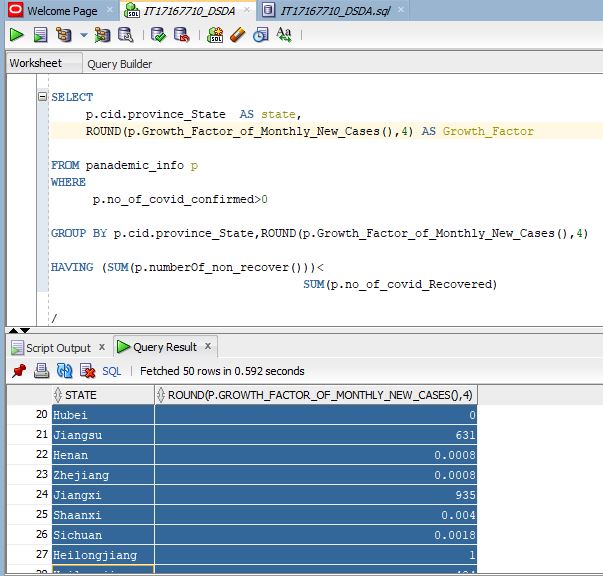 Welcome Page IT17167710_DSDA IT17167710_DSDA.sql
Worksheet Query Builder
SELECT
p.cid.province_State AS state,
ROUND(p.Growth_Factor_of_Monthly_New_Cases(),4) AS Growth_Factor
FROM panademic_info p
WHERE
p.no_of_covid_confirmed>0
GROUP BY p.cid.province_State,ROUND(p.Growth_Factor_of_Monthly_New_Cases(),4)
HAVING (SUM(p.numberOf_non_recover()))<
SUM(p.no_of_covid_Recovered)
/
Script Output x Query Result x
SQL | Fetched 50 rows in 0.592 seconds
STATE ROUND(P.GROWTH_FACTOR_OF_MONTHLY_NEW_CASES(),4)
20 Hubei 0
21 Jiangsu 631
22 Henan 0.0008
23 Zhejiang 0.0008
24 Jiangxi 935
25 Shaanxi 0.004
26 Sichuan 0.0018
27 Heilongjiang 1